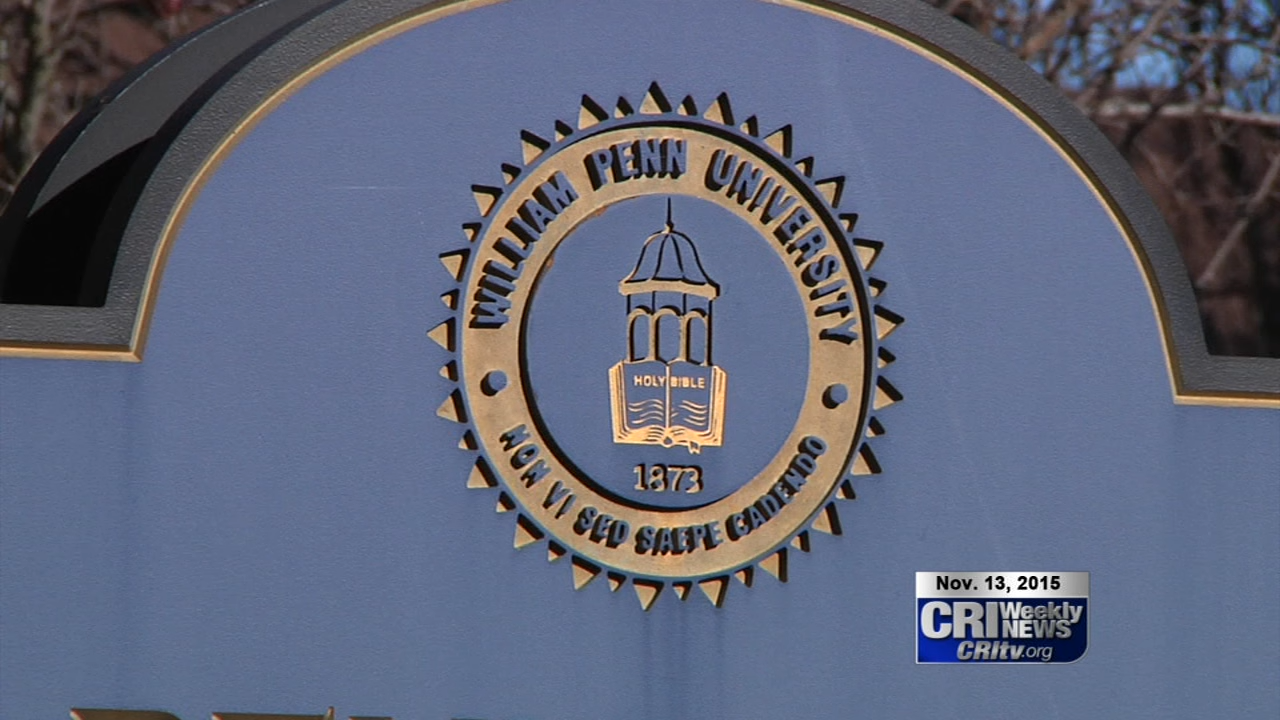 WILLIAM PENN UNIVERSITY
HOLY BIBLE
1873
NON VI SED SAEPE CADENDO
Nov. 13, 2015
CRI Weekly
NEWS
CRItv.org